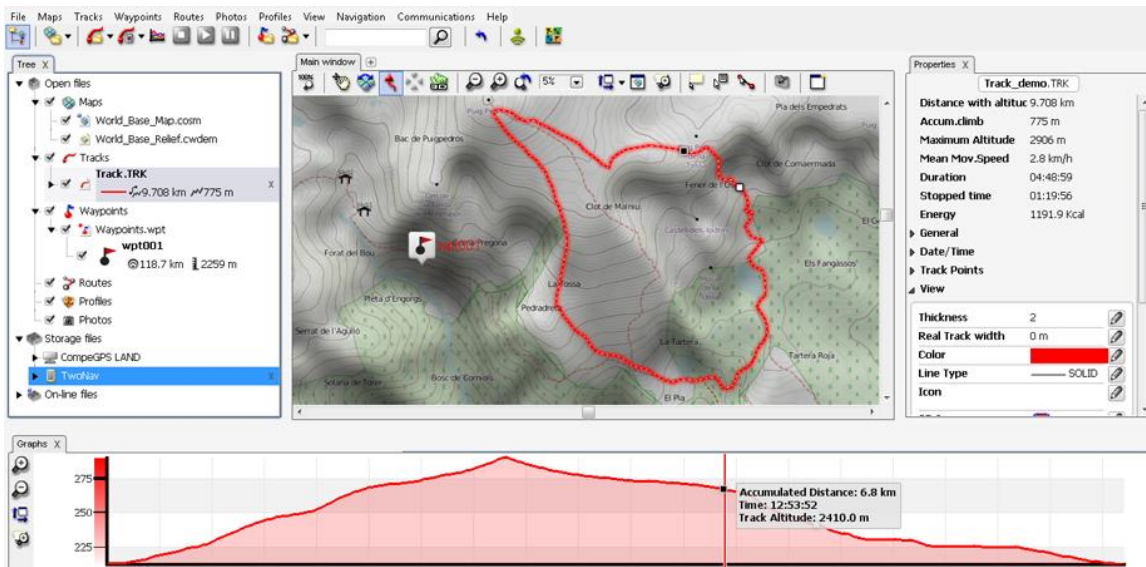 File Maps Tracks Waypoints Routes Photos Profiles View Navigation Communications Help
Tree X
Open files
Maps
World_Base_Map.cosm
World_Base_Relief.cwdem
Tracks
Track.TRK
9.708 km 775 m X
Waypoints
Waypoints.wpt
wpt001
118.7 km 2259 m
Routes
Profiles
Photos
Storage files
CompeGPS LAND
TwoNav X
On-line files
Main window
100%
5%
Pla dels Empedrats
Puig
Bac de Puigpedrós
Clot de Comaermada
Fener de l'O
Clot de Malniu
Forat del Bou
Els Fangassos
Pleta d'Engorgs
La Fossa
Pedradreta
Serrat de l'Agulló
La Tartera
Tartera Roja
Solana de Toter
El Pla
Properties X
Track_demo.TRK
Distance with altituc 9.708 km
Accum.climb 775 m
Maximum Altitude 2906 m
Mean Mov.Speed 2.8 km/h
Duration 04:48:59
Stopped time 01:19:56
Energy 1191.9 Kcal
General
Date/Time
Track Points
View
Thickness 2
Real Track width 0 m
Color
Line Type SOLID
Icon
Graphs X
275
250
225
Accumulated Distance: 6.8 km
Time: 12:53:52
Track Altitude: 2410.0 m